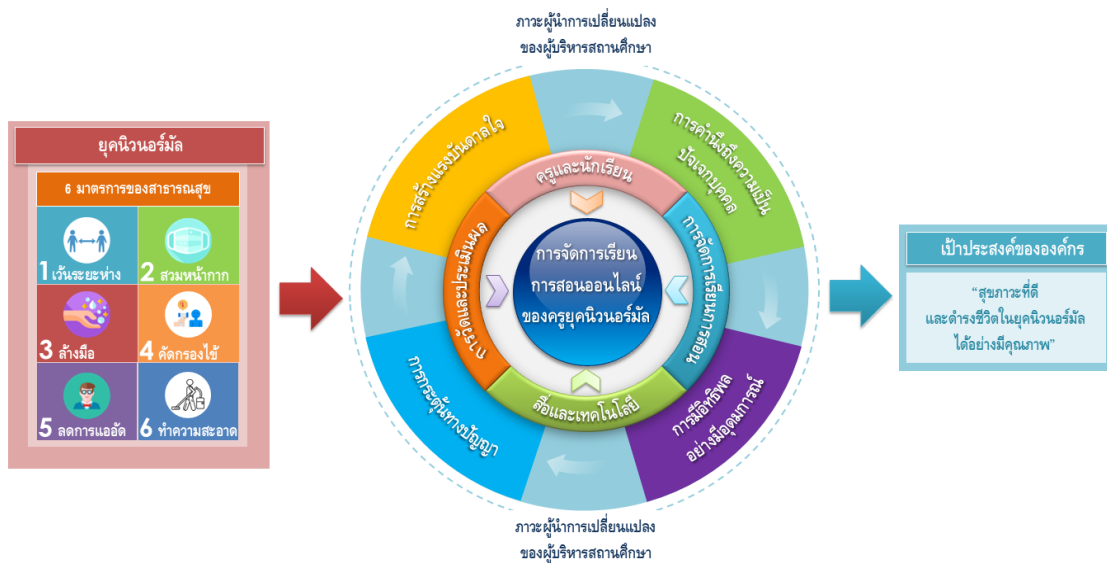 ภาวะผู้นำการเปลี่ยนแปลง
ของผู้บริหารสถานศึกษา
ยุคนิวนอร์มัล
6 มาตรการของสาธารณสุข
1 เว้นระยะห่าง
2 สวมหน้ากาก
3 ล้างมือ
4 คัดกรองไข้
5 ลดการแออัด
6 ทำความสะอาด
การสร้างแรงบันดาลใจ
การคำนึงถึงความเป็น
ปัจเจกบุคคล
การมีอิทธิพล
อย่างมีอุดมการณ์
การกระตุ้นทางปัญญา
ครูและนักเรียน
การจัดการเรียนการสอน
สื่อและเทคโนโลยี
การวัดและประเมินผล
การจัดการเรียน
การสอนออนไลน์
ของครูยุคนิวนอร์มัล
เป้าประสงค์ขององค์กร
“สุขภาวะที่ดี
และดำรงชีวิตในยุคนิวนอร์มัล
ได้อย่างมีคุณภาพ”
ภาวะผู้นำการเปลี่ยนแปลง
ของผู้บริหารสถานศึกษา